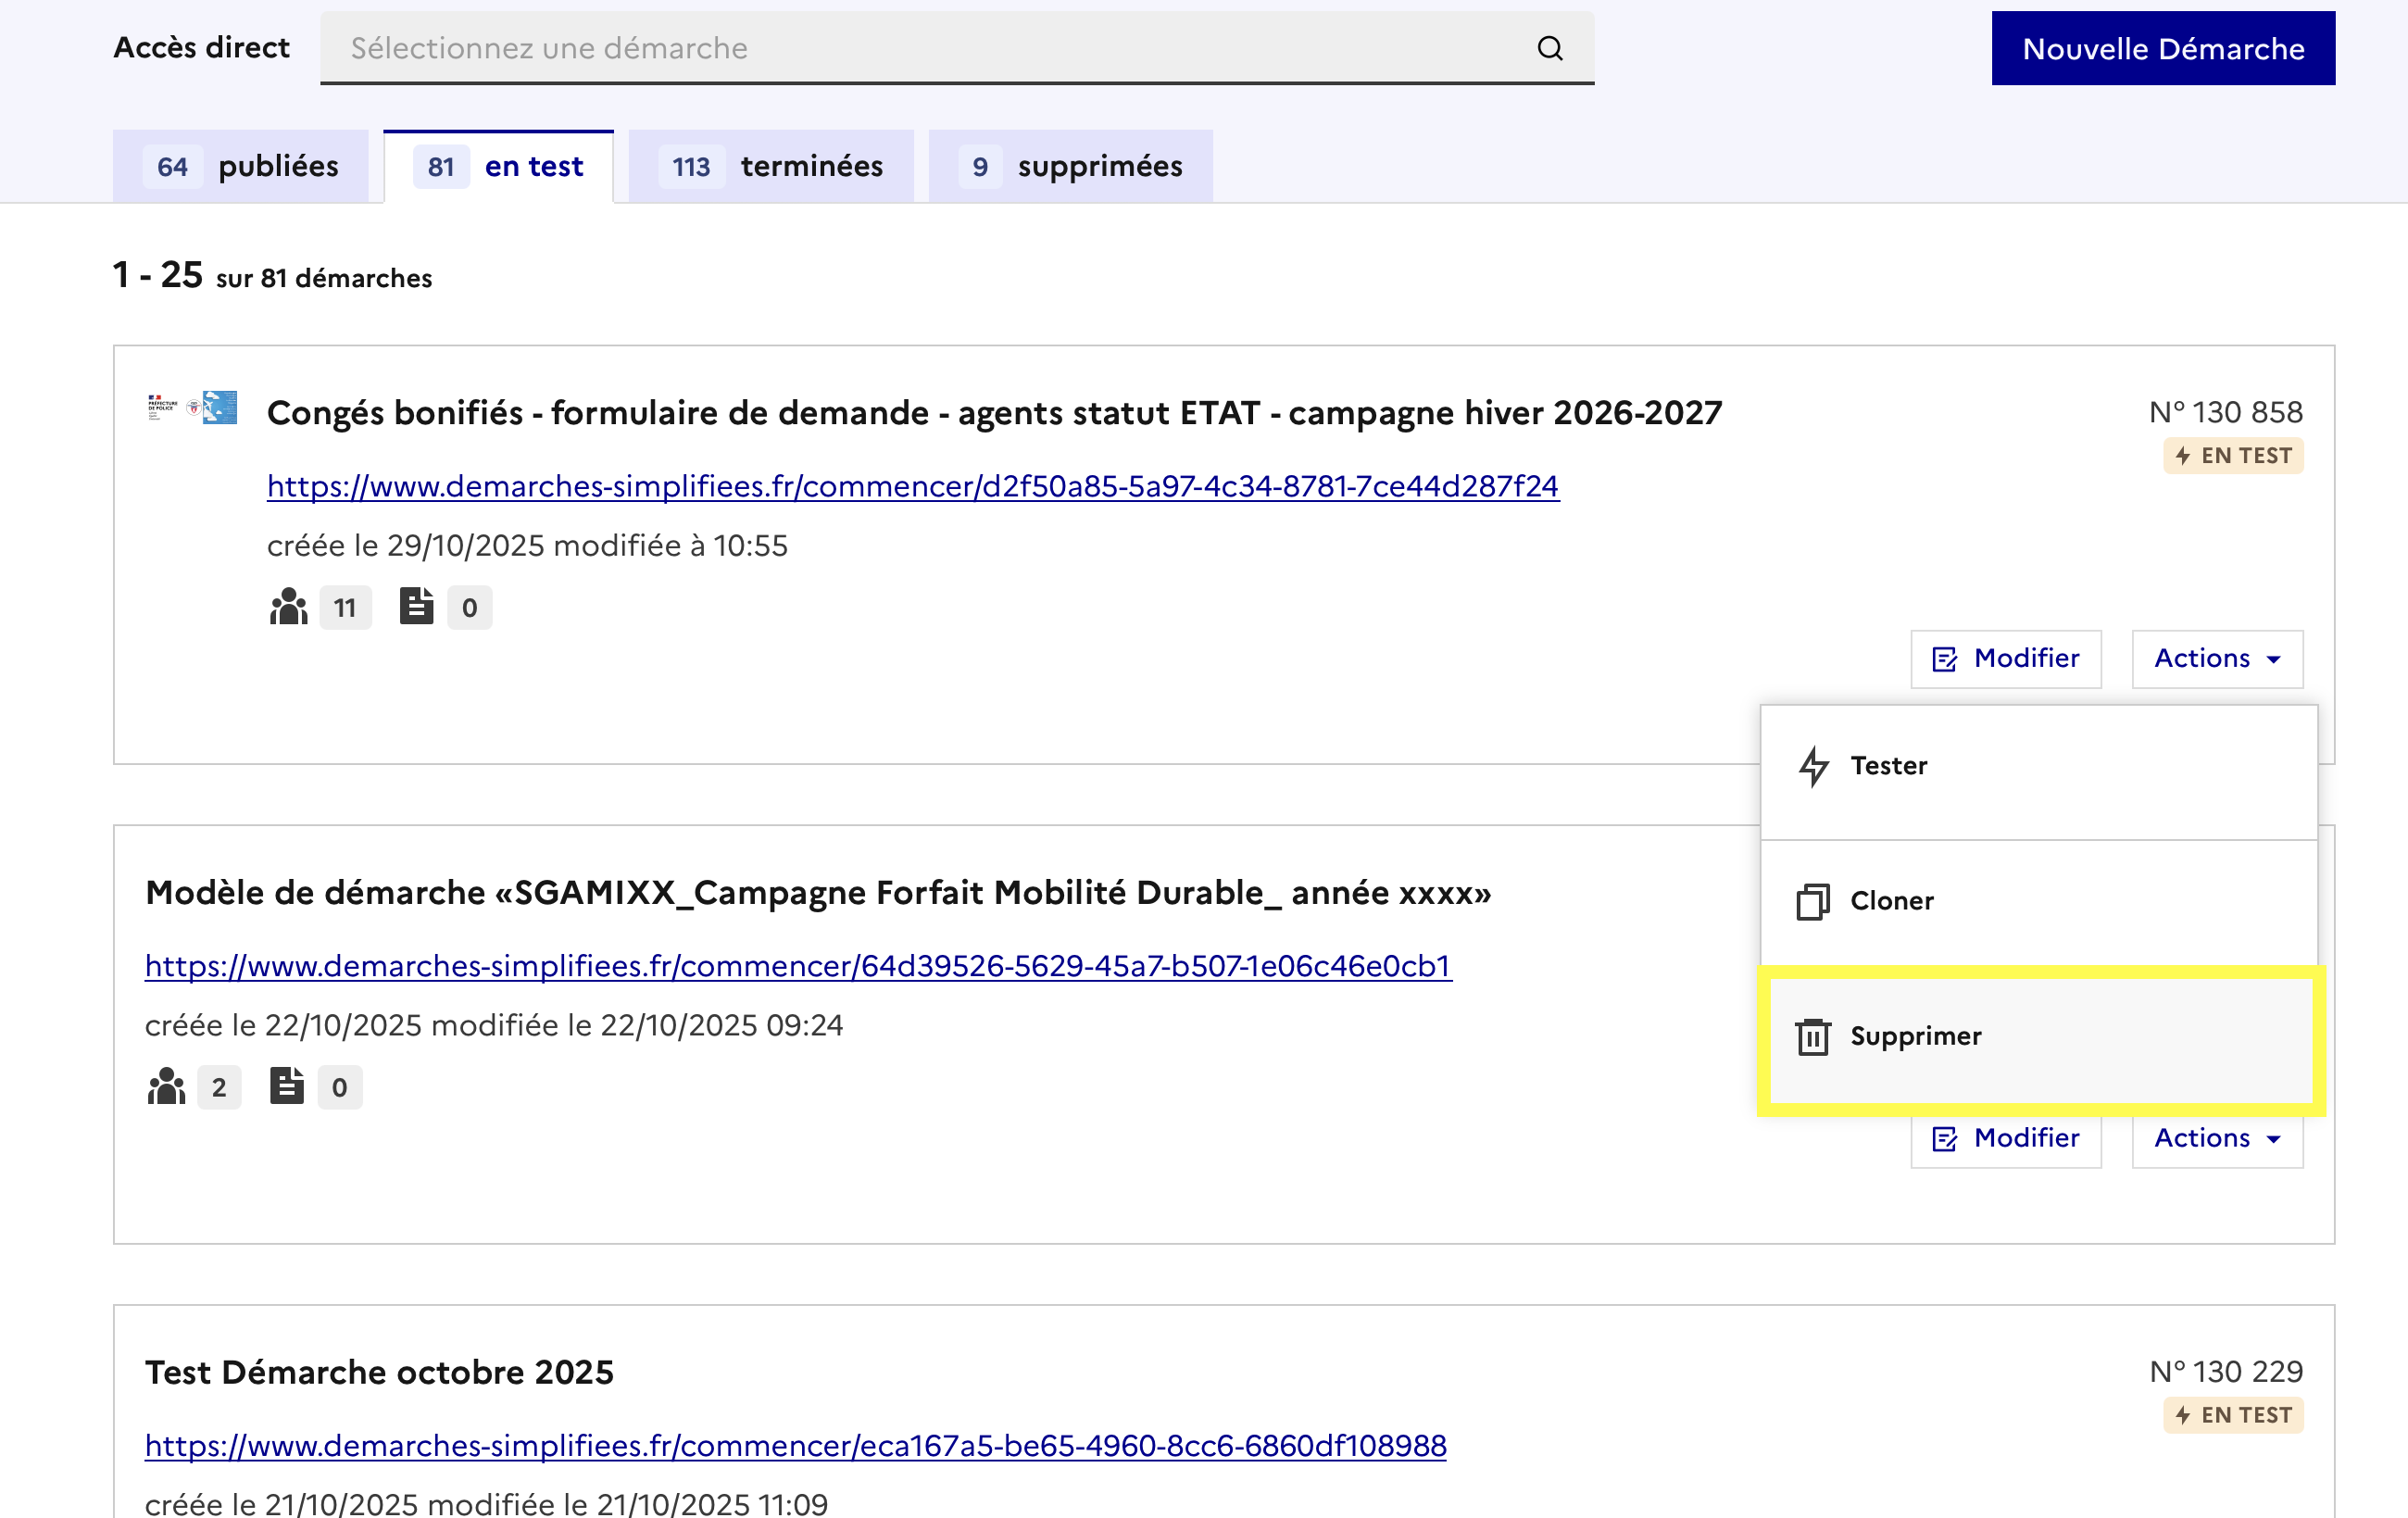 Accès direct
Sélectionnez une démarche
Nouvelle Démarche
64 publiées
81 en test
113 terminées
9 supprimées
1 - 25 sur 81 démarches
PRÉFECTURE
DE POLICE
Congés bonifiés - formulaire de demande - agents statut ETAT - campagne hiver 2026-2027
N° 130 858
EN TEST
https://www.demarches-simplifiees.fr/commencer/d2f50a85-5a97-4c34-8781-7ce44d287f24
créée le 29/10/2025 modifiée à 10:55
11 0
Modifier
Actions
Tester
Cloner
Supprimer
Modèle de démarche «SGAMIXX_Campagne Forfait Mobilité Durable_ année xxxx»
https://www.demarches-simplifiees.fr/commencer/64d39526-5629-45a7-b507-1e06c46e0cb1
créée le 22/10/2025 modifiée le 22/10/2025 09:24
2 0
Modifier
Actions
Test Démarche octobre 2025
N° 130 229
EN TEST
https://www.demarches-simplifiees.fr/commencer/eca167a5-be65-4960-8cc6-6860df108988
créée le 21/10/2025 modifiée le 21/10/2025 11:09